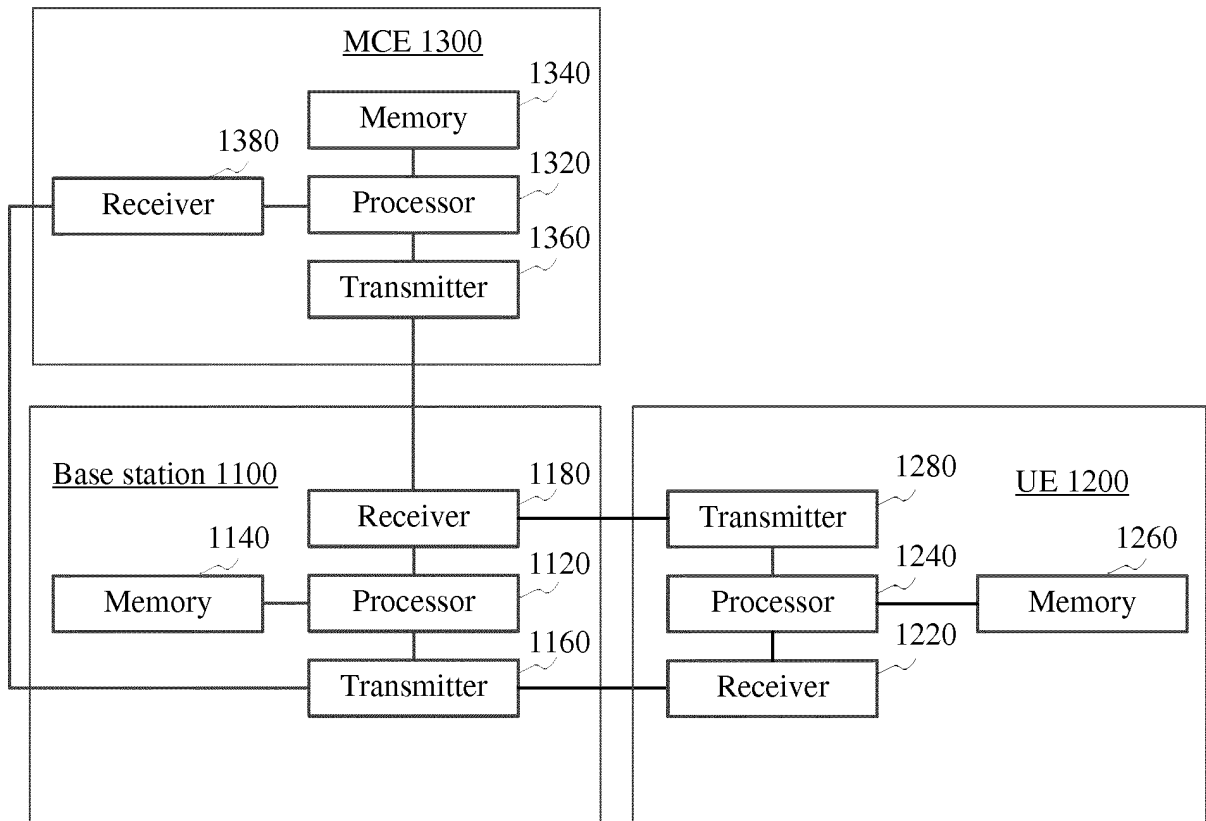 MCE 1300
1340
Memory
1380
1320
Receiver
Processor
1360
Transmitter
Base station 1100
1180
Receiver
1140
1120
Memory
Processor
1160
Transmitter
UE 1200
1280
Transmitter
1240
1260
Processor
Memory
1220
Receiver